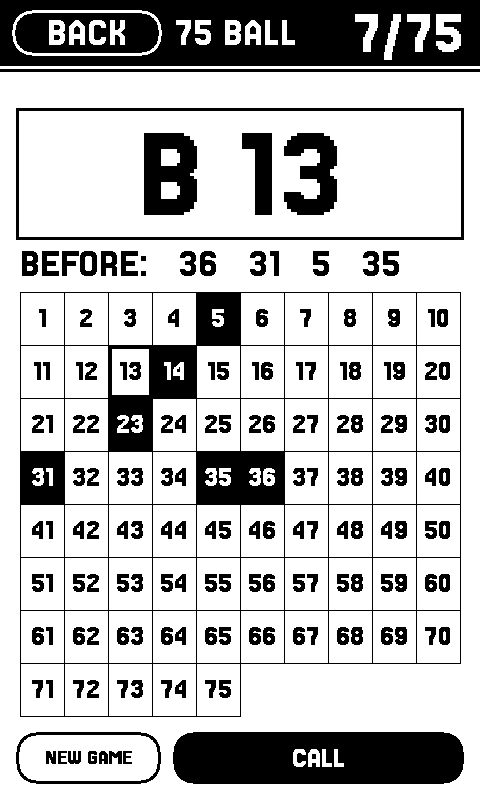 BACK 75 BALL 7/75
B 13
BEFORE: 36 31 5 35
1 2 3 4 5 6 7 8 9 10
11 12 13 14 15 16 17 18 19 20
21 22 23 24 25 26 27 28 29 30
31 32 33 34 35 36 37 38 39 40
41 42 43 44 45 46 47 48 49 50
51 52 53 54 55 56 57 58 59 60
61 62 63 64 65 66 67 68 69 70
71 72 73 74 75
NEW GAME CALL